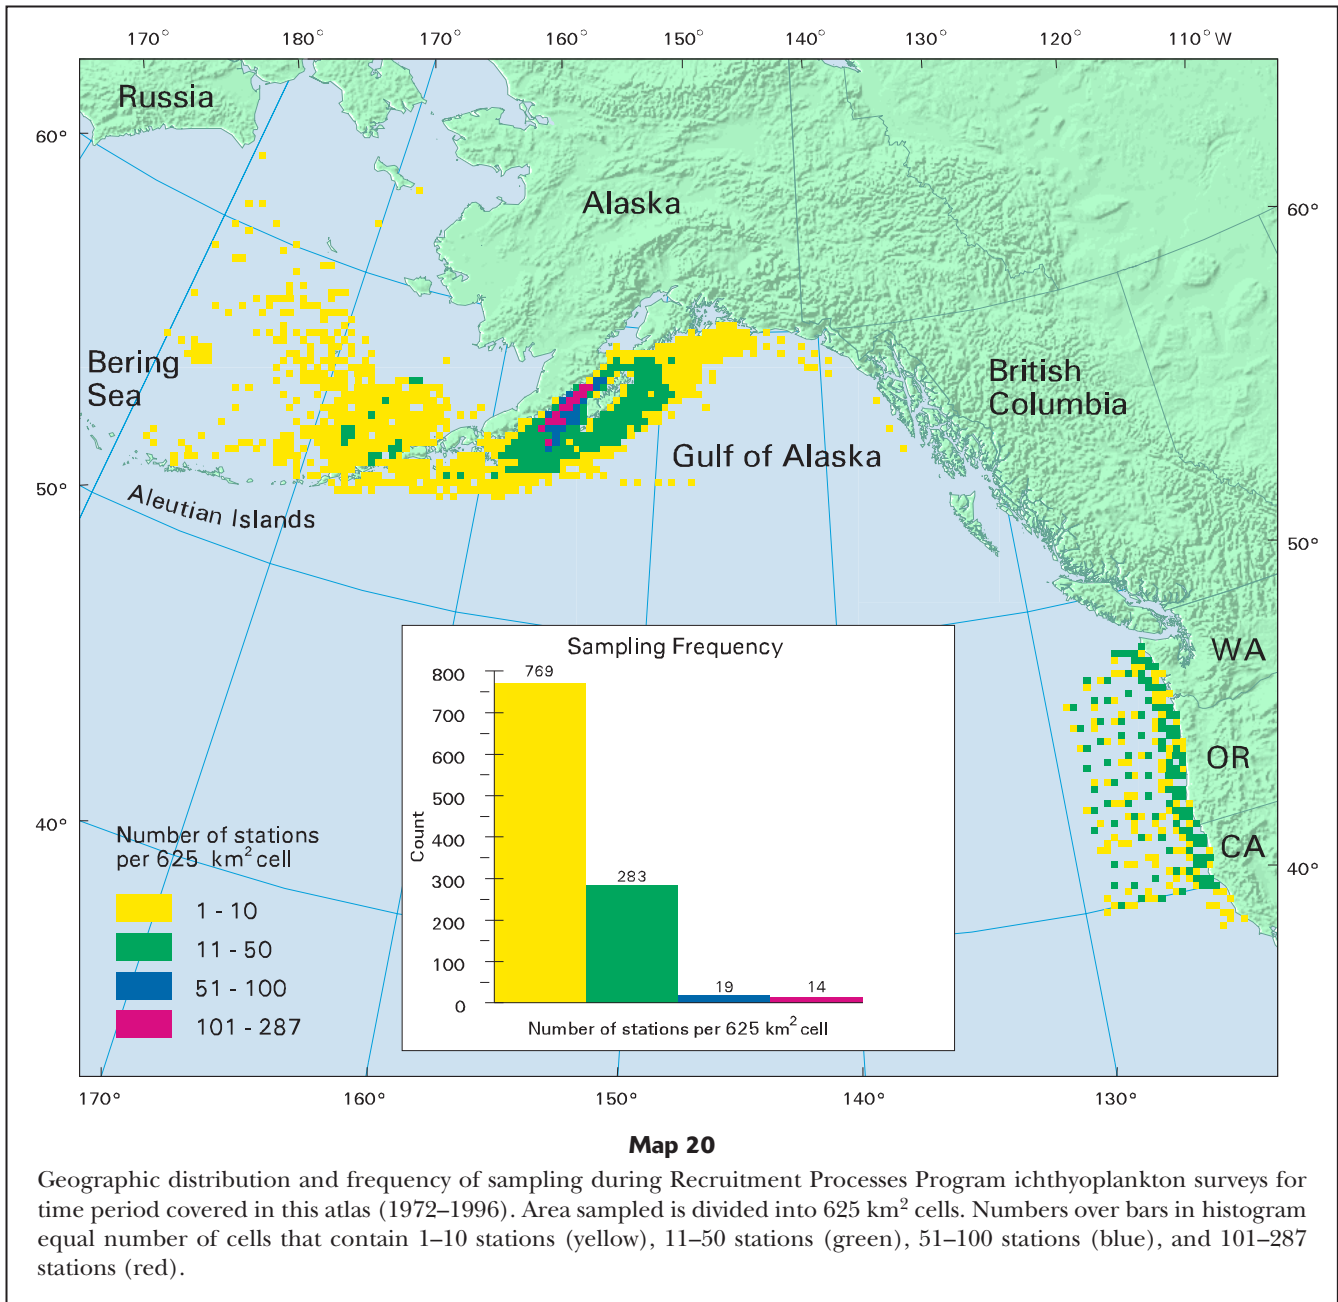 170° 180° 170° 160° 150° 140° 130° 120° 110° W
Russia
60°
Alaska
60°
Bering
Sea
British
Columbia
Gulf of Alaska
50°
Aleutian Islands
50°
WA
OR
CA
40°
40°
Sampling Frequency
800
700
600
500
400
300
200
100
0
Count
769
283
19
14
Number of stations per 625 km² cell
Number of stations
per 625 km² cell
1 - 10
11 - 50
51 - 100
101 - 287
170° 160° 150° 140° 130°
Map 20
Geographic distribution and frequency of sampling during Recruitment Processes Program ichthyoplankton surveys for
time period covered in this atlas (1972–1996). Area sampled is divided into 625 km² cells. Numbers over bars in histogram
equal number of cells that contain 1–10 stations (yellow), 11–50 stations (green), 51–100 stations (blue), and 101–287
stations (red).